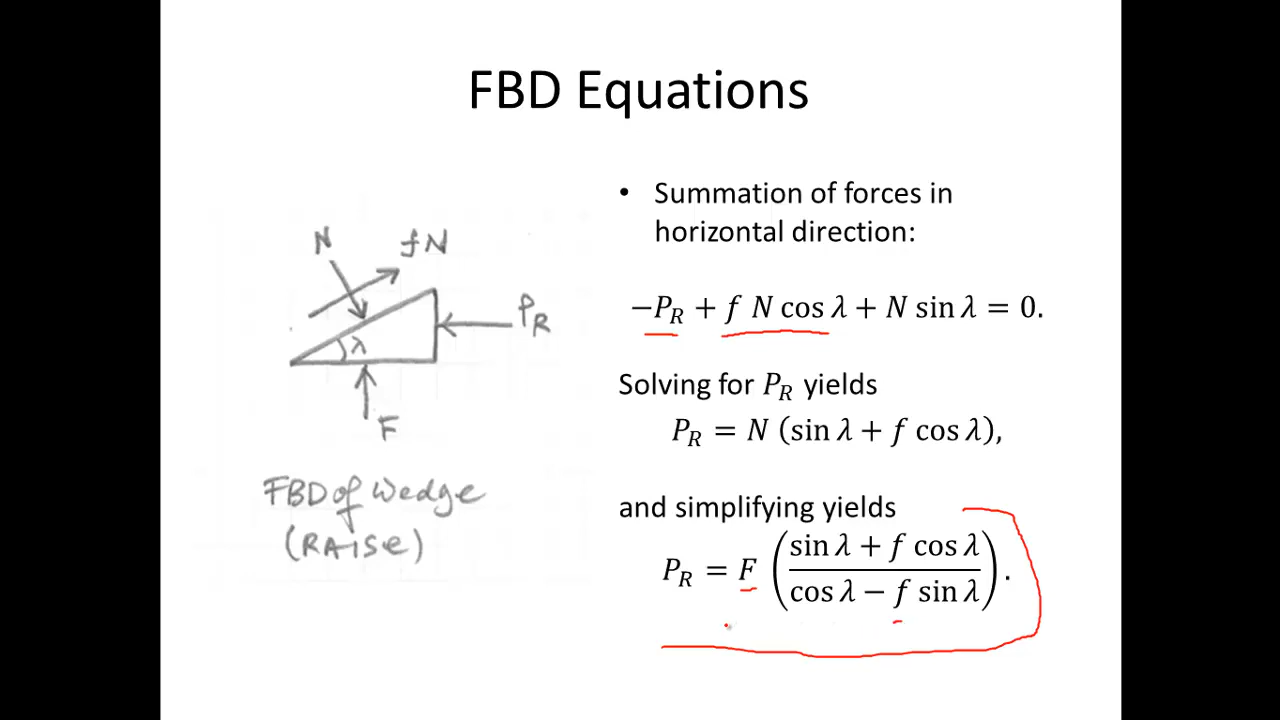 FBD Equations
N
fN
P_R
λ
F
FBD of Wedge
(RAISE)
• Summation of forces in
horizontal direction:
−P_R + f N cos λ + N sin λ = 0.
Solving for P_R yields
P_R = N (sin λ + f cos λ),
and simplifying yields
P_R = F ((sin λ + f cos λ)/(cos λ − f sin λ)).